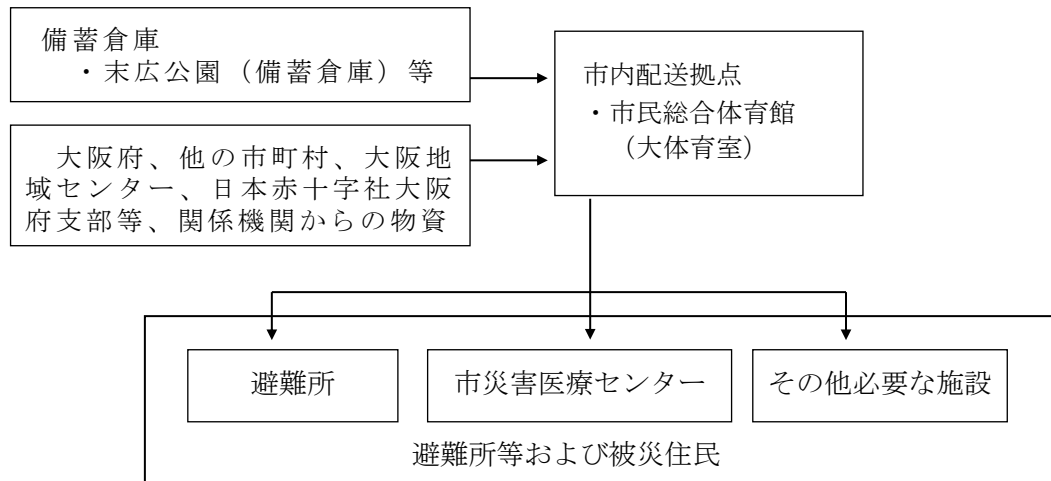 備蓄倉庫
・末広公園（備蓄倉庫）等
市内配送拠点
・市民総合体育館
（大体育室）
大阪府、他の市町村、大阪地
域センター、日本赤十字社大阪
府支部等、関係機関からの物資
避難所
市災害医療センター
その他必要な施設
避難所等および被災住民